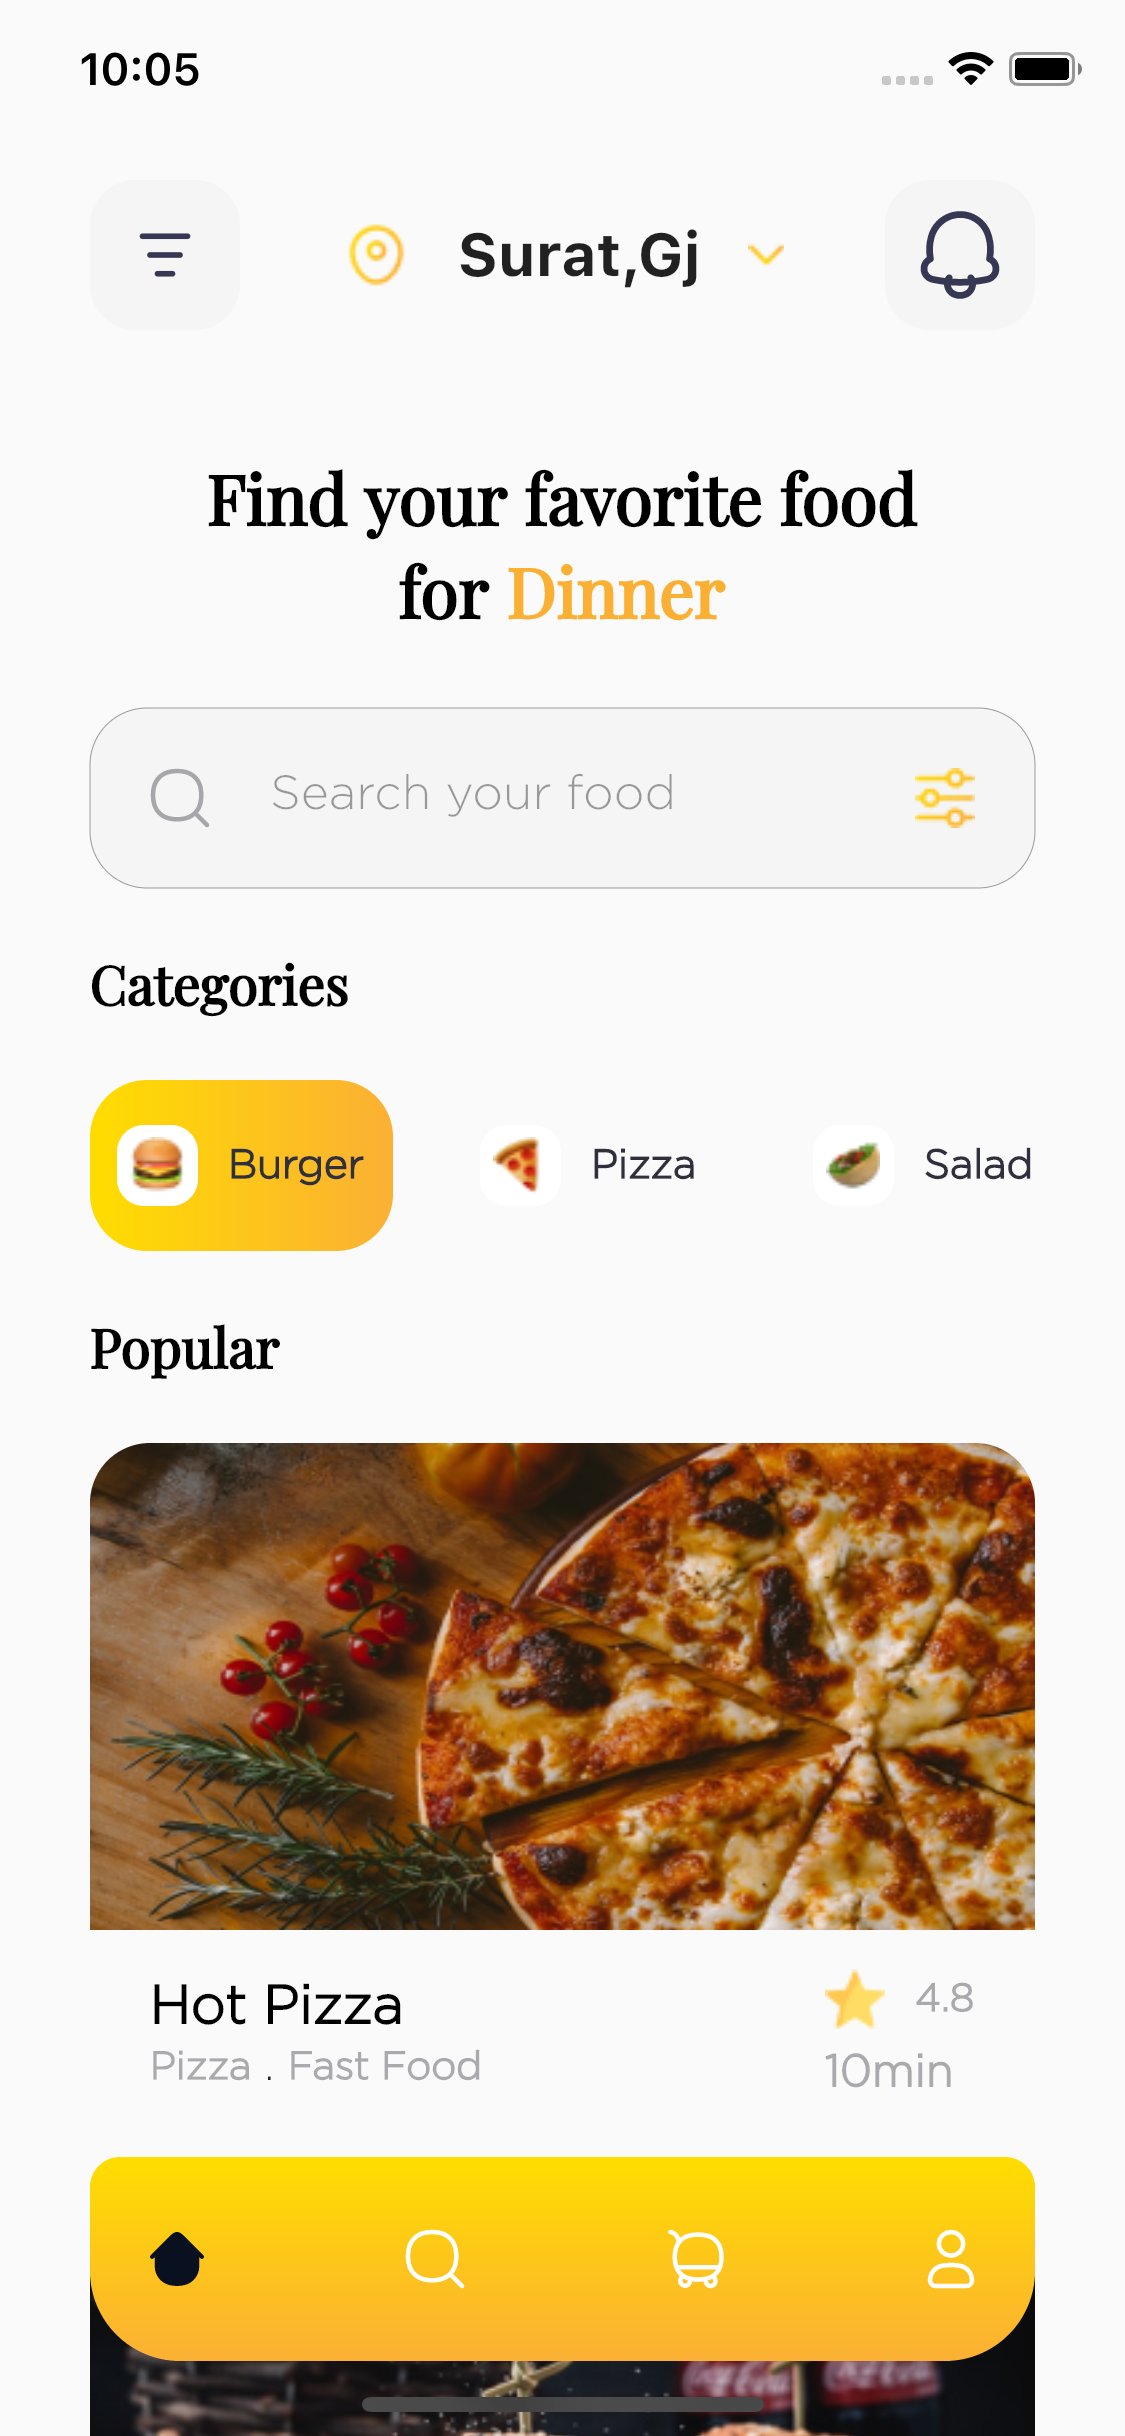 10:05
Surat,Gj
Find your favorite food
for Dinner
Search your food
Categories
Burger
Pizza
Salad
Popular
Hot Pizza
4.8
Pizza . Fast Food
10min